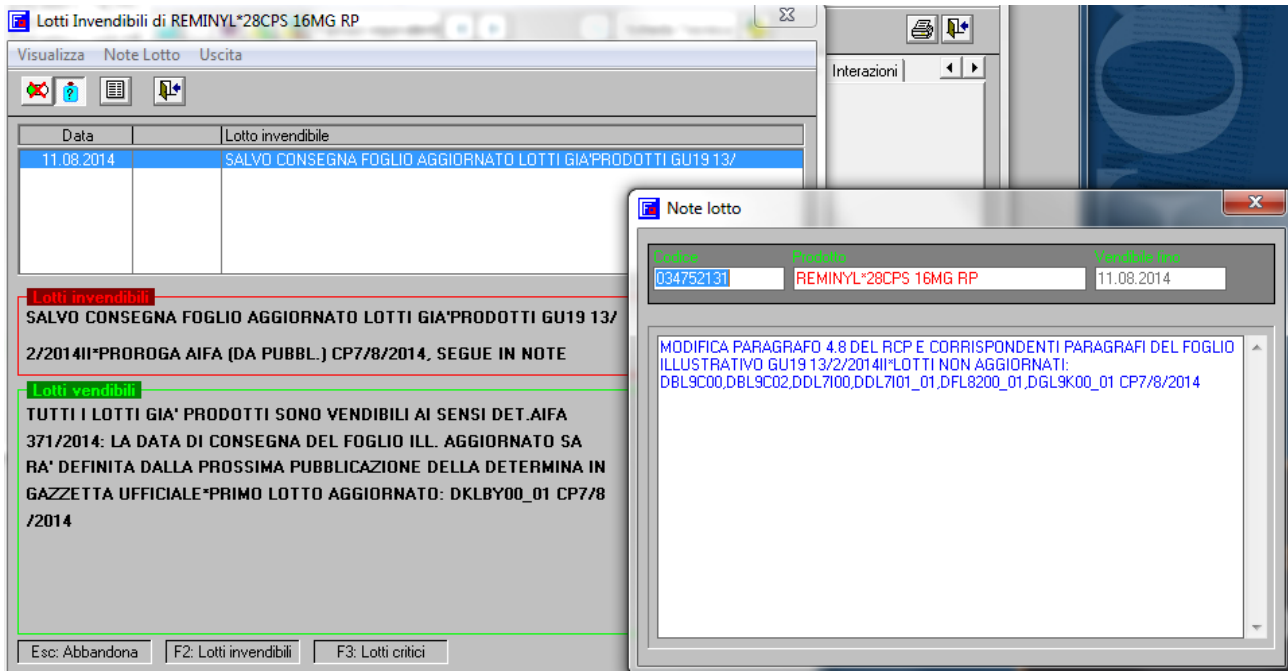 Lotti Invendibili di REMINYL*28CPS 16MG RP
Visualizza Note Lotto Uscita
Data Lotto invendibile
11.08.2014 SALVO CONSEGNA FOGLIO AGGIORNATO LOTTI GIA'PRODOTTI GU19 13/
Lotti invendibili
SALVO CONSEGNA FOGLIO AGGIORNATO LOTTI GIA'PRODOTTI GU19 13/
2/2014II*PROROGA AIFA (DA PUBBL.) CP7/8/2014, SEGUE IN NOTE
Lotti vendibili
TUTTI I LOTTI GIA' PRODOTTI SONO VENDIBILI AI SENSI DET.AIFA
371/2014: LA DATA DI CONSEGNA DEL FOGLIO ILL. AGGIORNATO SA
RA' DEFINITA DALLA PROSSIMA PUBBLICAZIONE DELLA DETERMINA IN
GAZZETTA UFFICIALE*PRIMO LOTTO AGGIORNATO: DKLBY00_01 CP7/8
/2014
Esc: Abbandona F2: Lotti invendibili F3: Lotti critici
Interazioni
Note lotto
Codice Prodotto Vendibile fino
034752131 REMINYL*28CPS 16MG RP 11.08.2014
MODIFICA PARAGRAFO 4.8 DEL RCP E CORRISPONDENTI PARAGRAFI DEL FOGLIO
ILLUSTRATIVO GU19 13/2/2014II*LOTTI NON AGGIORNATI:
DBL9C00,DBL9C02,DDL7I00,DDL7I01_01,DFL8200_01,DGL9K00_01 CP7/8/2014